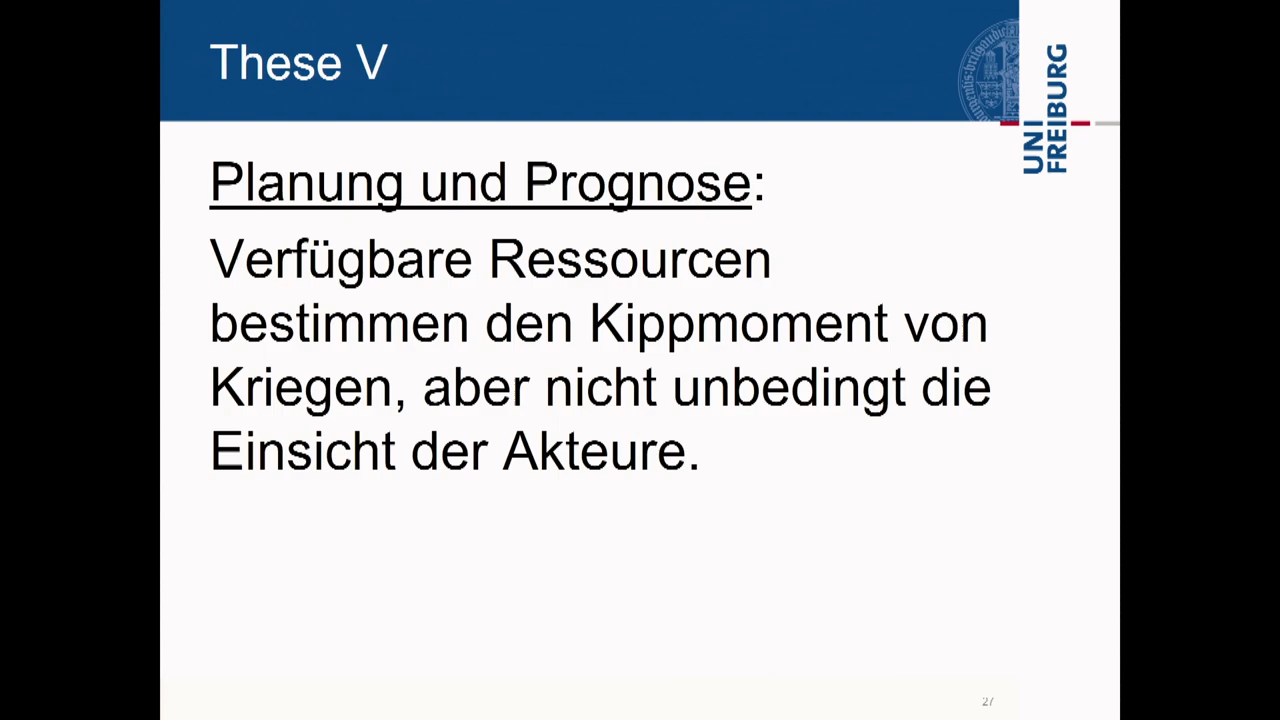 These V
UNI
FREIBURG
Planung und Prognose:
Verfügbare Ressourcen
bestimmen den Kippmoment von
Kriegen, aber nicht unbedingt die
Einsicht der Akteure.
27